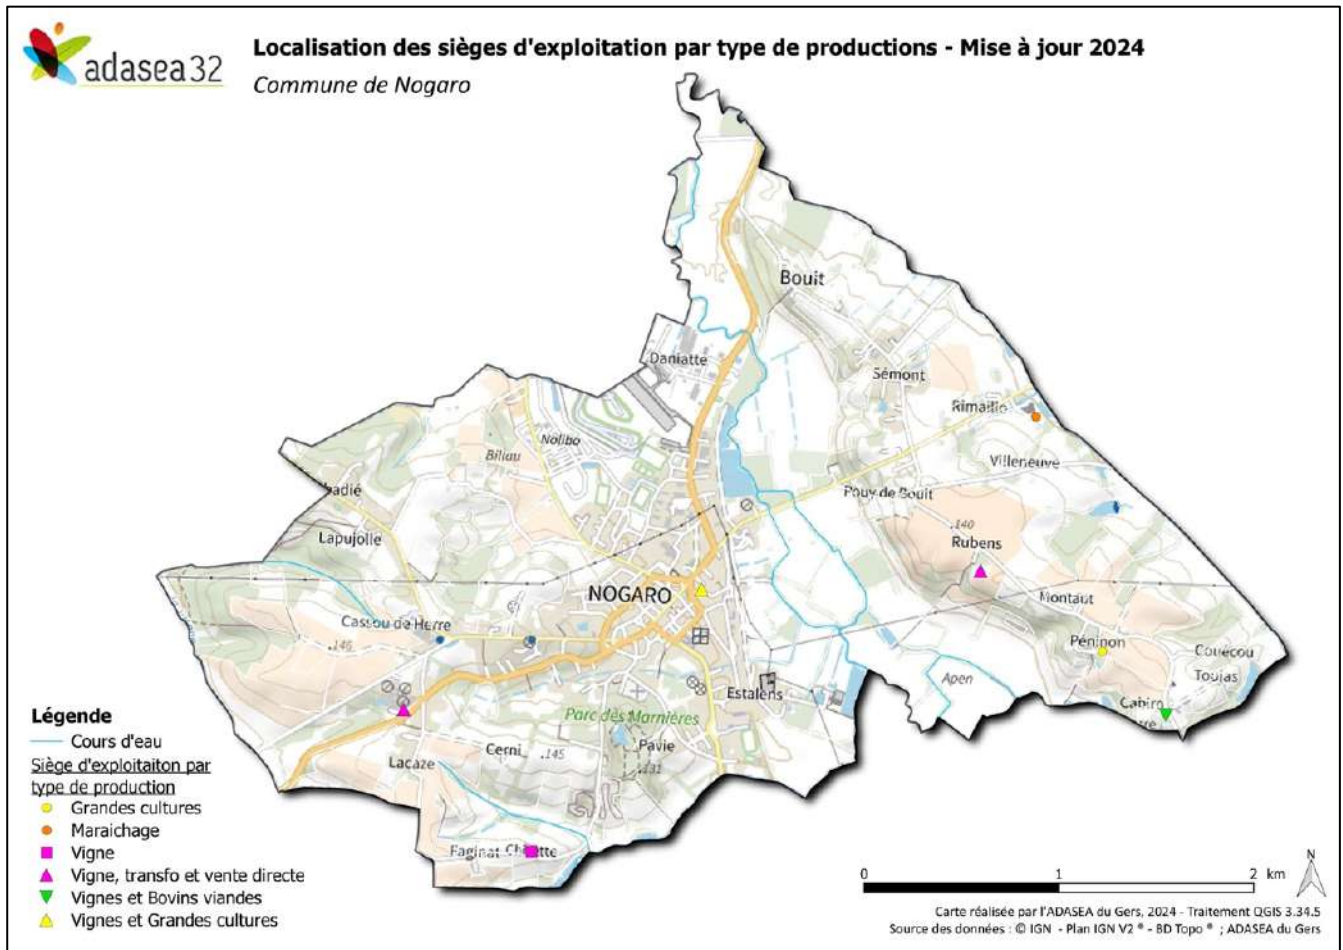 adasea32
Localisation des sièges d'exploitation par type de productions - Mise à jour 2024
Commune de Nogaro
Bouit
Daniatte
Sémont
Rimaillo
Nolibo
Biliau
Villeneuve
badié
Pouy de Bouit
.140
Lapujolle
Rubens
NOGARO
Montaut
Cassou de Herre
.146
Péninon
Couécou
Toujas
Apen
Estalens
Cabiro
Parc des Marnières
Pavie
Cerni
.145
.131
Lacaze
Faginat
Légende
Cours d'eau
Siège d'exploitaiton par
type de production
Grandes cultures
Maraichage
Vigne
Vigne, transfo et vente directe
Vignes et Bovins viandes
Vignes et Grandes cultures
0 1 2 km
N
Carte réalisée par l'ADASEA du Gers, 2024 - Traitement QGIS 3.34.5
Source des données : © IGN - Plan IGN V2 ® - BD Topo ® ; ADASEA du Gers